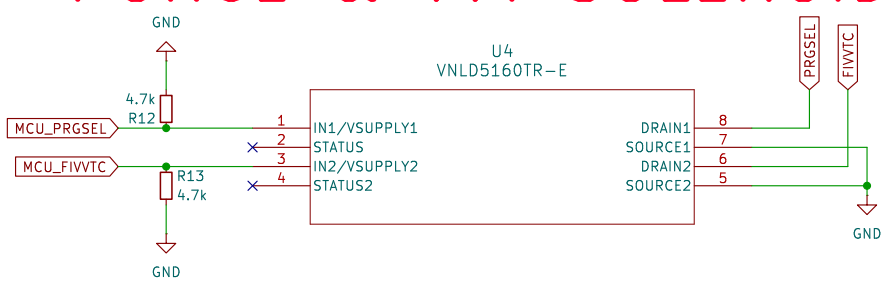 GND
U4
VNLD5160TR-E
PRGSEL
FIVVTC
4.7k
R12
MCU_PRGSEL
1
IN1/VSUPPLY1
DRAIN1
8
2
STATUS
SOURCE1
7
MCU_FIVVTC
3
IN2/VSUPPLY2
DRAIN2
6
R13
4.7k
4
STATUS2
SOURCE2
5
GND
GND